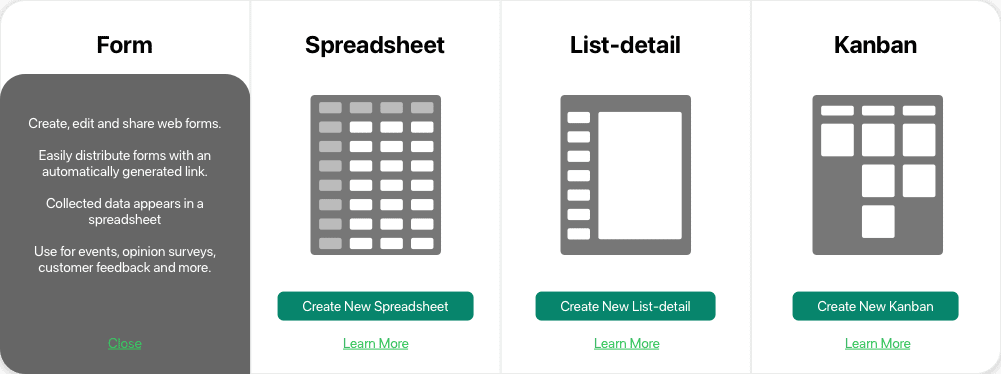 Form
Create, edit and share web forms.
Easily distribute forms with an
automatically generated link.
Collected data appears in a
spreadsheet
Use for events, opinion surveys,
customer feedback and more.
Close
Spreadsheet
Create New Spreadsheet
Learn More
List-detail
Create New List-detail
Learn More
Kanban
Create New Kanban
Learn More